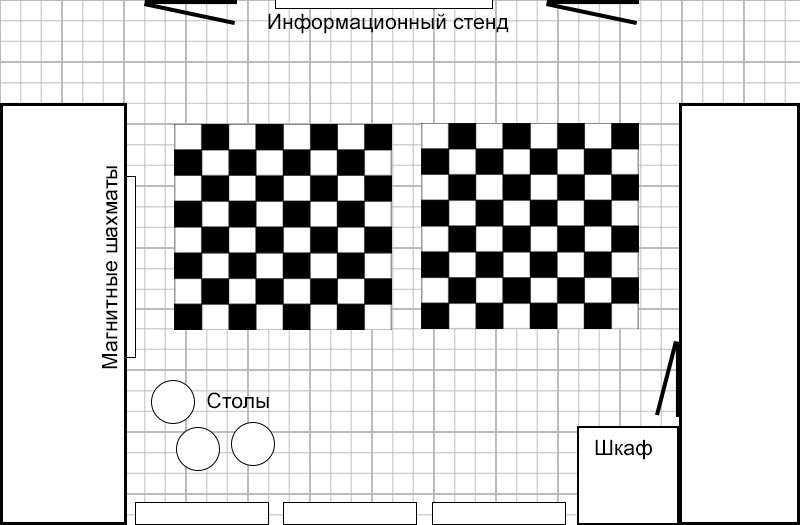 Информационный стенд
Магнитные шахматы
Столы
Шкаф